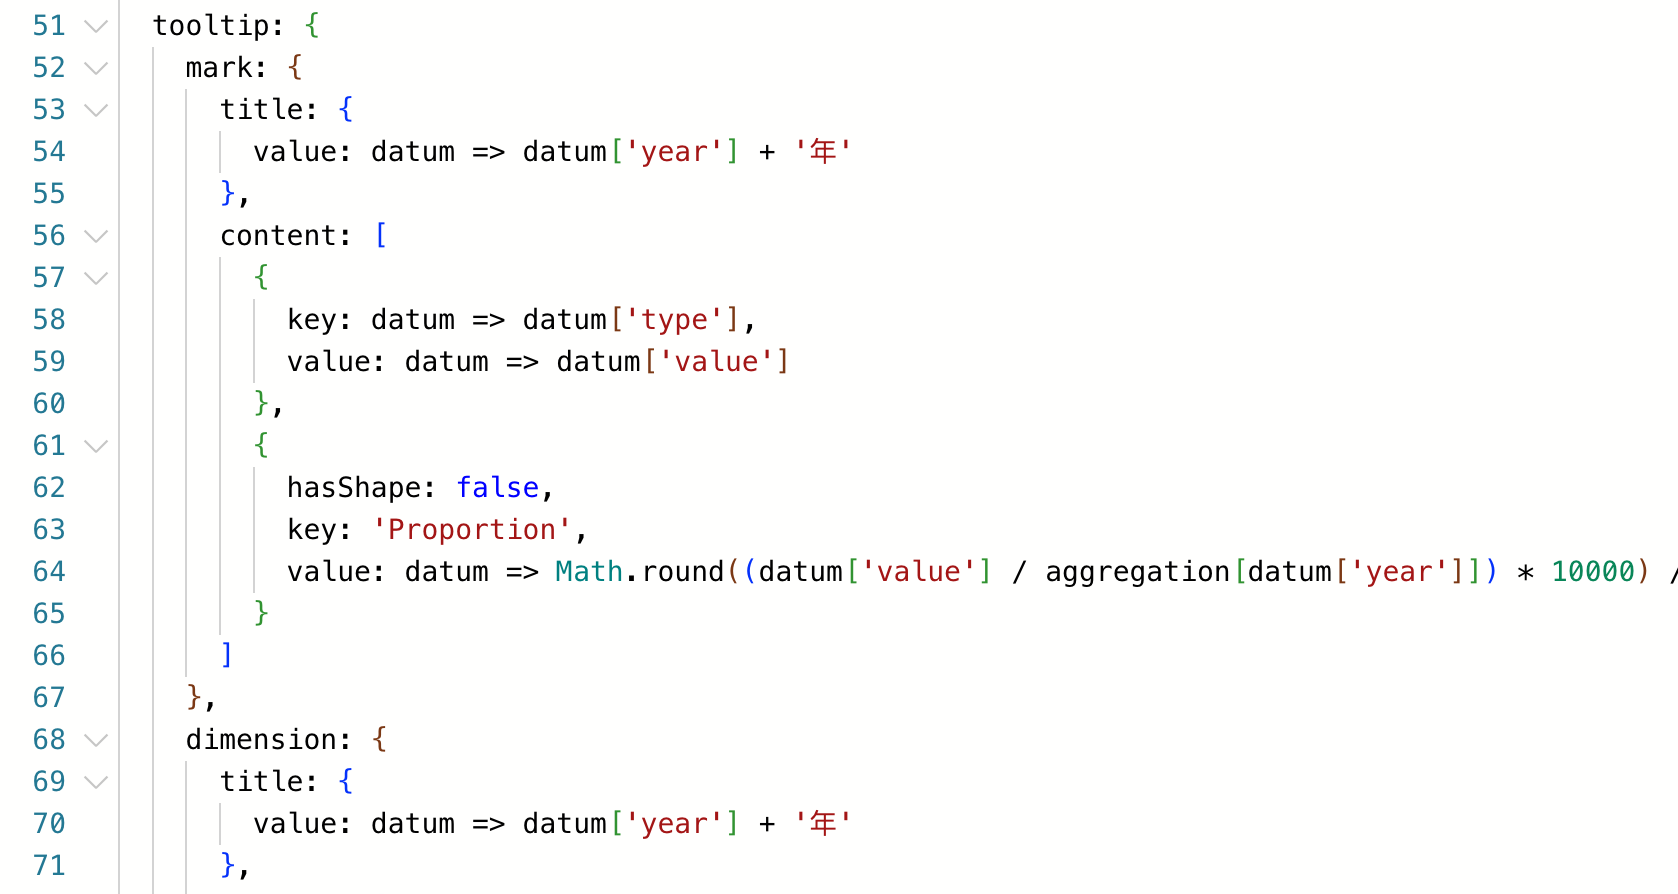 51 tooltip: {
52 mark: {
53 title: {
54 value: datum => datum['year'] + '年'
55 },
56 content: [
57 {
58 key: datum => datum['type'],
59 value: datum => datum['value']
60 },
61 {
62 hasShape: false,
63 key: 'Proportion',
64 value: datum => Math.round((datum['value'] / aggregation[datum['year']]) * 10000) /
65 }
66 ]
67 },
68 dimension: {
69 title: {
70 value: datum => datum['year'] + '年'
71 },